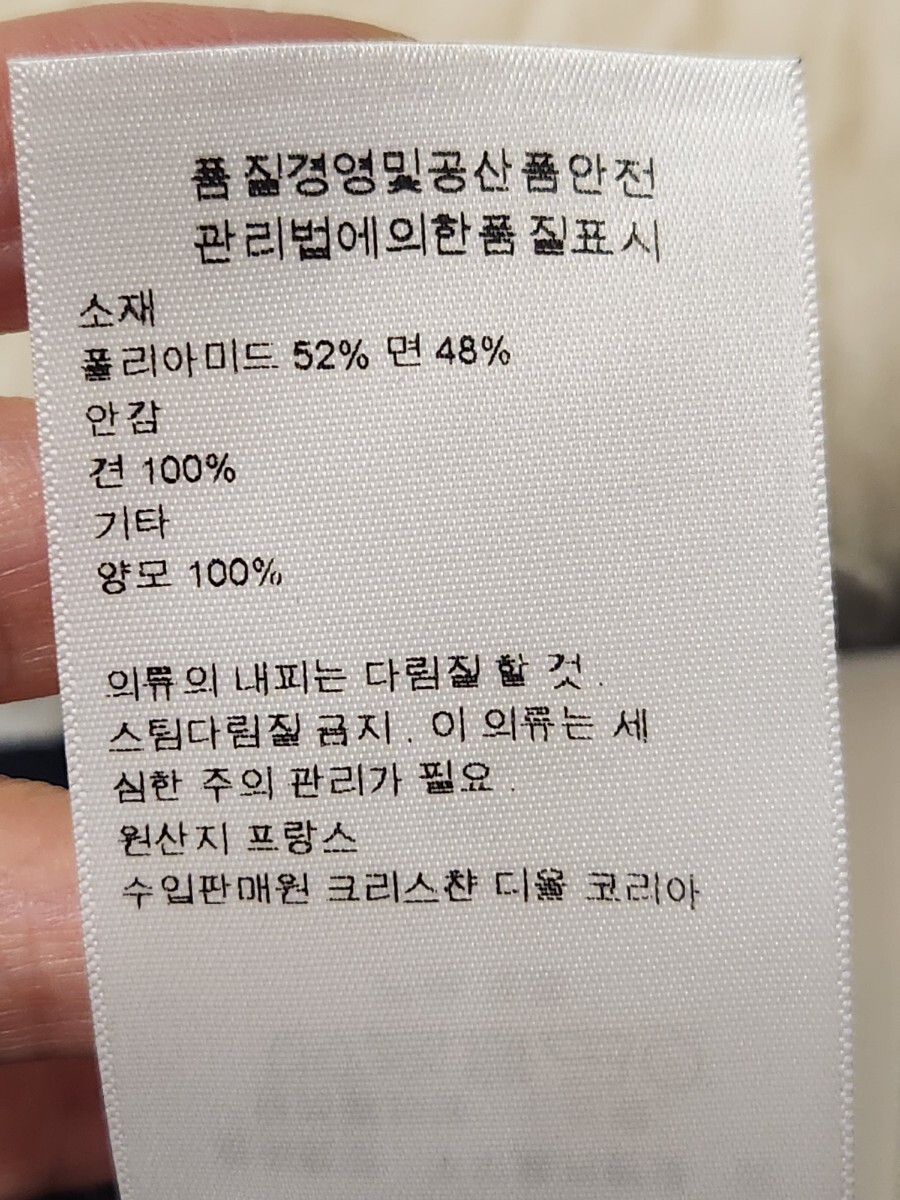 품질경영및공산품안전
관리법에의한품질표시
소재
폴리아미드 52% 면 48%
안감
견 100%
기타
양모 100%
의류의 내피는 다림질 할 것.
스팀다림질 금지. 이 의류는 세
심한 주의 관리가 필요.
원산지 프랑스
수입판매원 크리스챤 디올 코리아